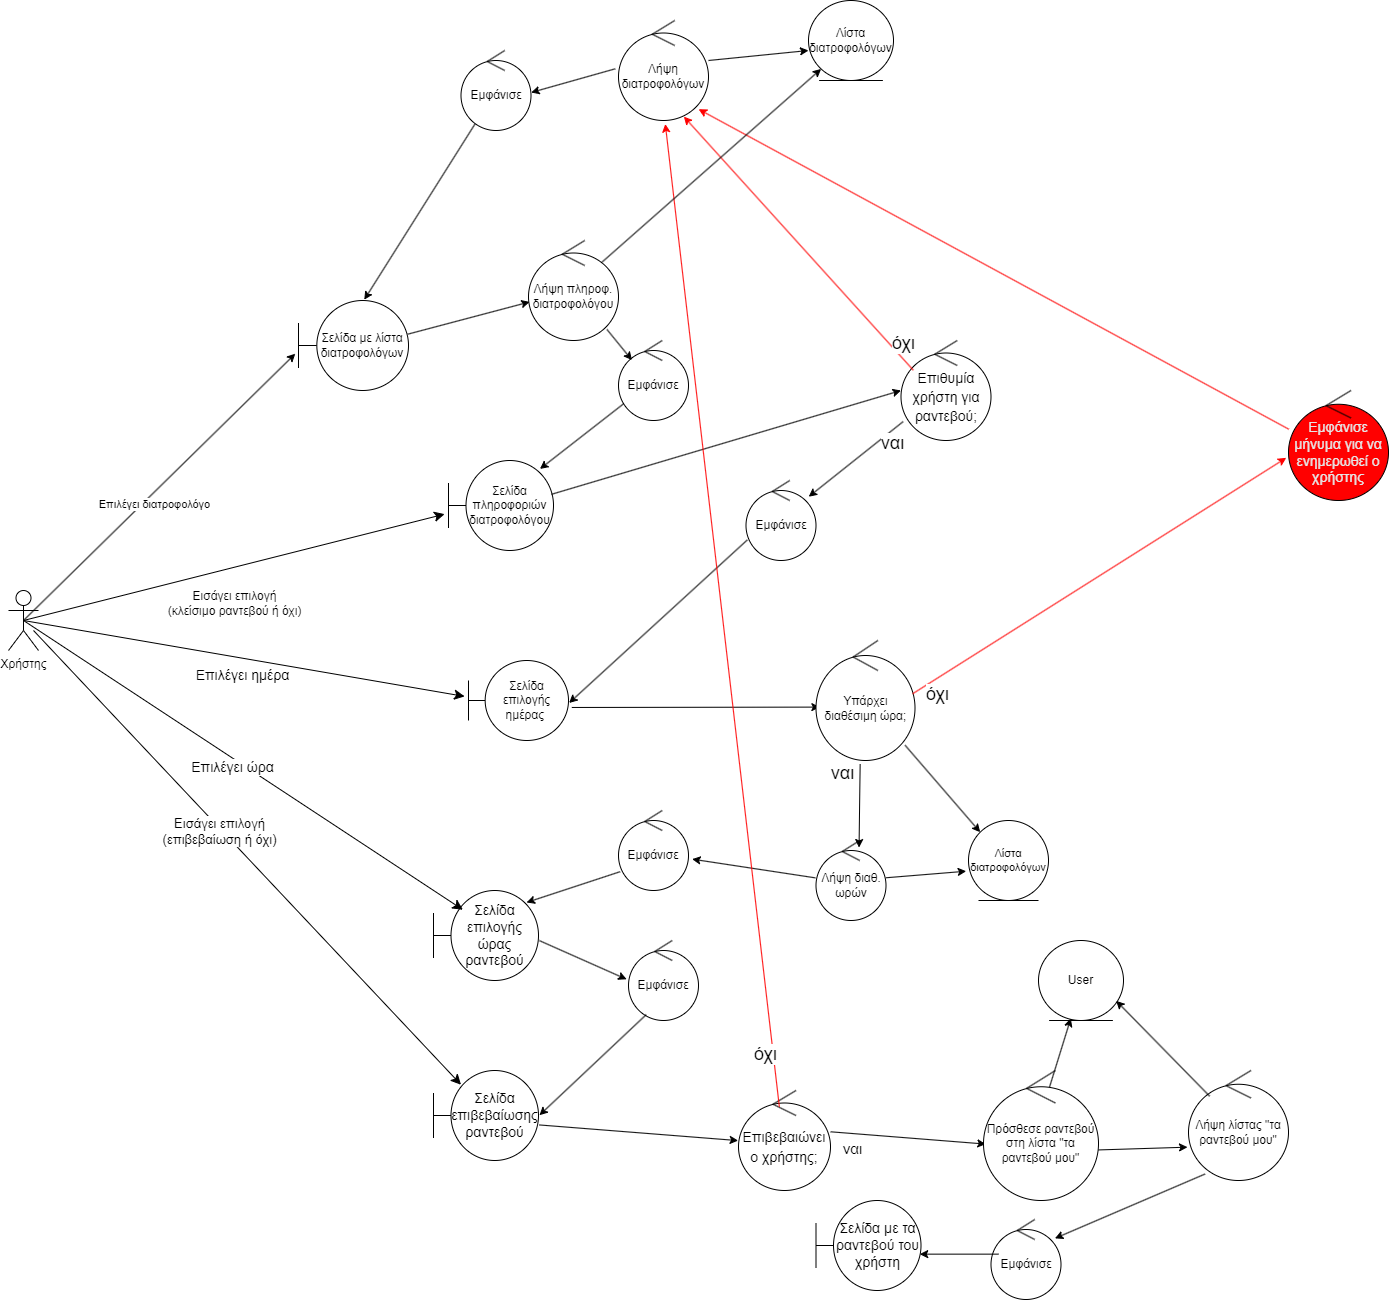 Λίστα
διατροφολόγων
Λήψη
διατροφολόγων
Εμφάνισε
Λήψη πληροφ.
διατροφολόγου
Σελίδα με λίστα
διατροφολόγων
Εμφάνισε
όχι
Επιθυμία
χρήστη για
ραντεβού;
ναι
Εμφάνισε
μήνυμα για να
ενημερωθεί ο
χρήστης
Σελίδα
πληροφοριών
διατροφολόγου
Επιλέγει διατροφολόγο
Εμφάνισε
Εισάγει επιλογή
(κλείσιμο ραντεβού ή όχι)
Χρήστης
Επιλέγει ημέρα
Σελίδα
επιλογής
ημέρας
Υπάρχει
διαθέσιμη ώρα;
όχι
ναι
Επιλέγει ώρα
Εισάγει επιλογή
(επιβεβαίωση ή όχι)
Εμφάνισε
Λήψη διαθ.
ωρών
Λίστα
διατροφολόγων
Σελίδα
επιλογής
ώρας
ραντεβού
Εμφάνισε
User
όχι
Σελίδα
επιβεβαίωσης
ραντεβού
Επιβεβαιώνει
ο χρήστης;
ναι
Πρόσθεσε ραντεβού
στη λίστα "τα
ραντεβού μου"
Λήψη λίστας "τα
ραντεβού μου"
Σελίδα με τα
ραντεβού του
χρήστη
Εμφάνισε